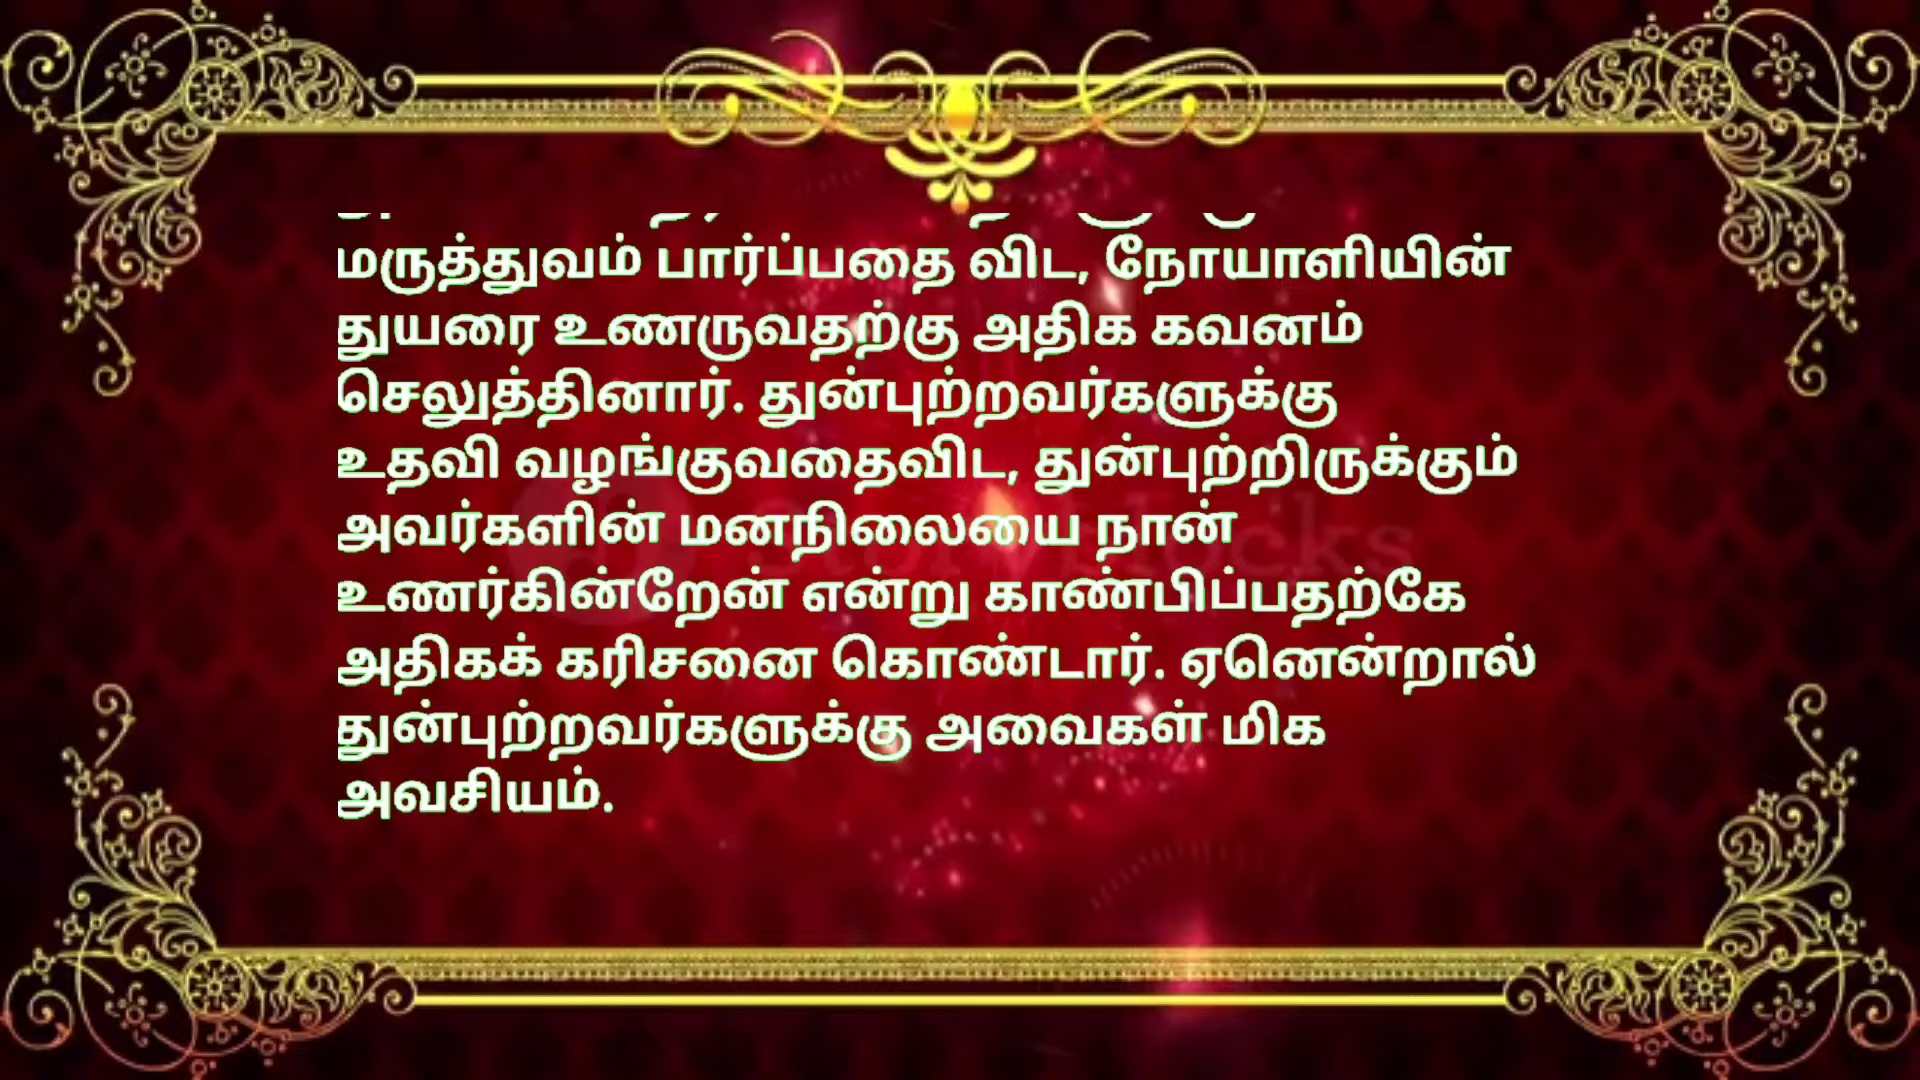 மருத்துவம் பார்ப்பதை விட, நோயாளியின்
துயரை உணருவதற்கு அதிக கவனம்
செலுத்தினார். துன்புற்றவர்களுக்கு
உதவி வழங்குவதைவிட, துன்புற்றிருக்கும்
அவர்களின் மனநிலையை நான்
உணர்கின்றேன் என்று காண்பிப்பதற்கே
அதிகக் கரிசனை கொண்டார். ஏனென்றால்
துன்புற்றவர்களுக்கு அவைகள் மிக
அவசியம்.